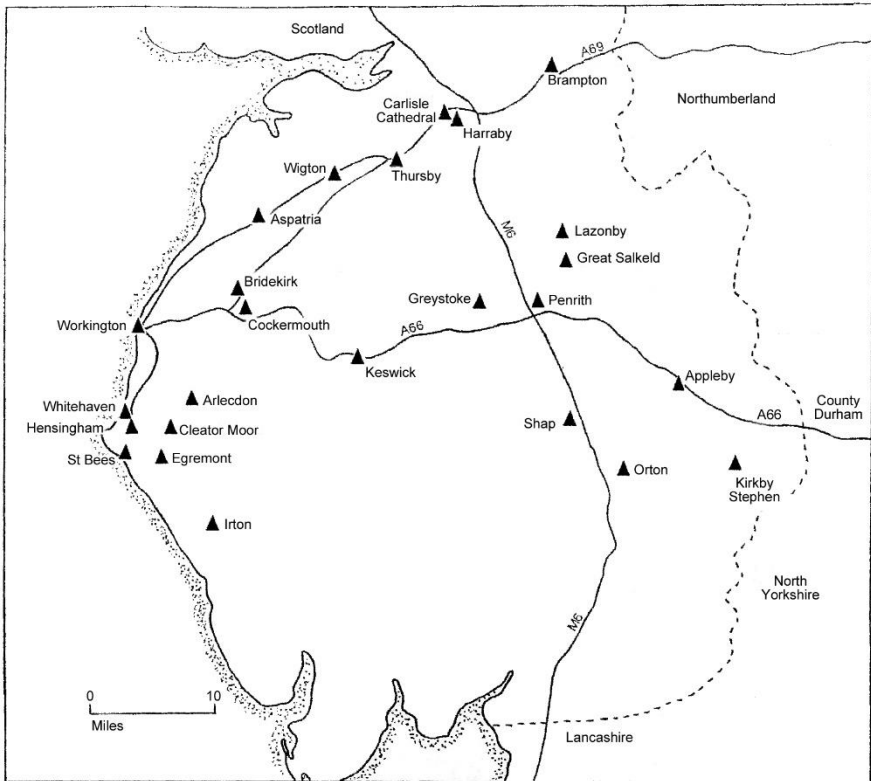 Scotland
A69
Brampton
Northumberland
Carlisle
Cathedral
Harraby
Wigton
Thursby
Aspatria
M6
Lazonby
Great Salkeld
Bridekirk
Greystoke
Penrith
Cockermouth
Workington
A66
Keswick
Appleby
County
Durham
Arlecdon
Whitehaven
Hensingham
Cleator Moor
Shap
A66
St Bees
Egremont
Orton
Kirkby
Stephen
Irton
North
Yorkshire
M6
0 10
Miles
Lancashire